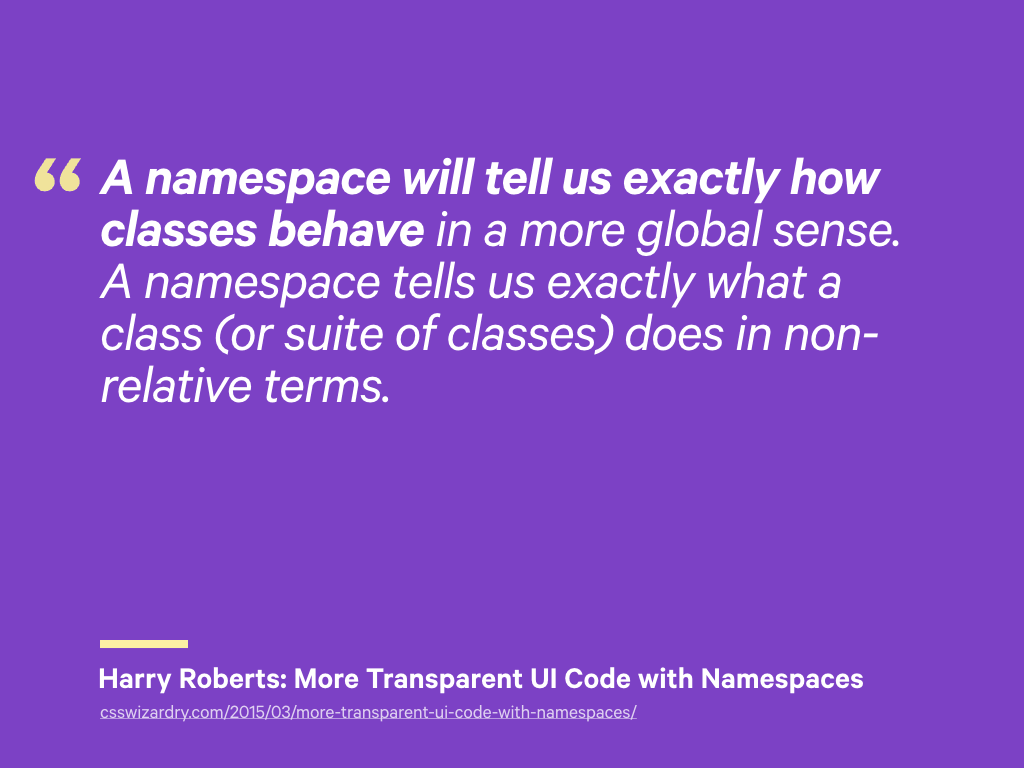 “A namespace will tell us exactly how
classes behave in a more global sense.
A namespace tells us exactly what a
class (or suite of classes) does in non-
relative terms.
Harry Roberts: More Transparent UI Code with Namespaces
csswizardry.com/2015/03/more-transparent-ui-code-with-namespaces/